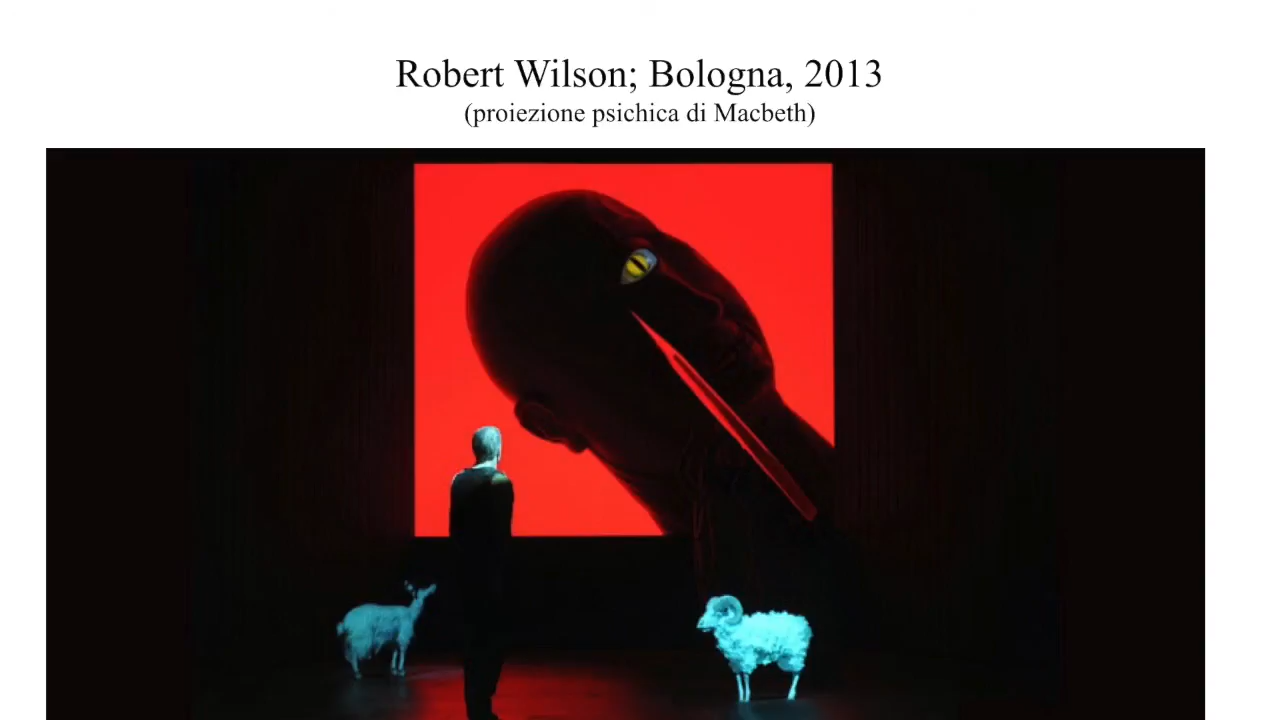 Robert Wilson; Bologna, 2013
(proiezione psichica di Macbeth)